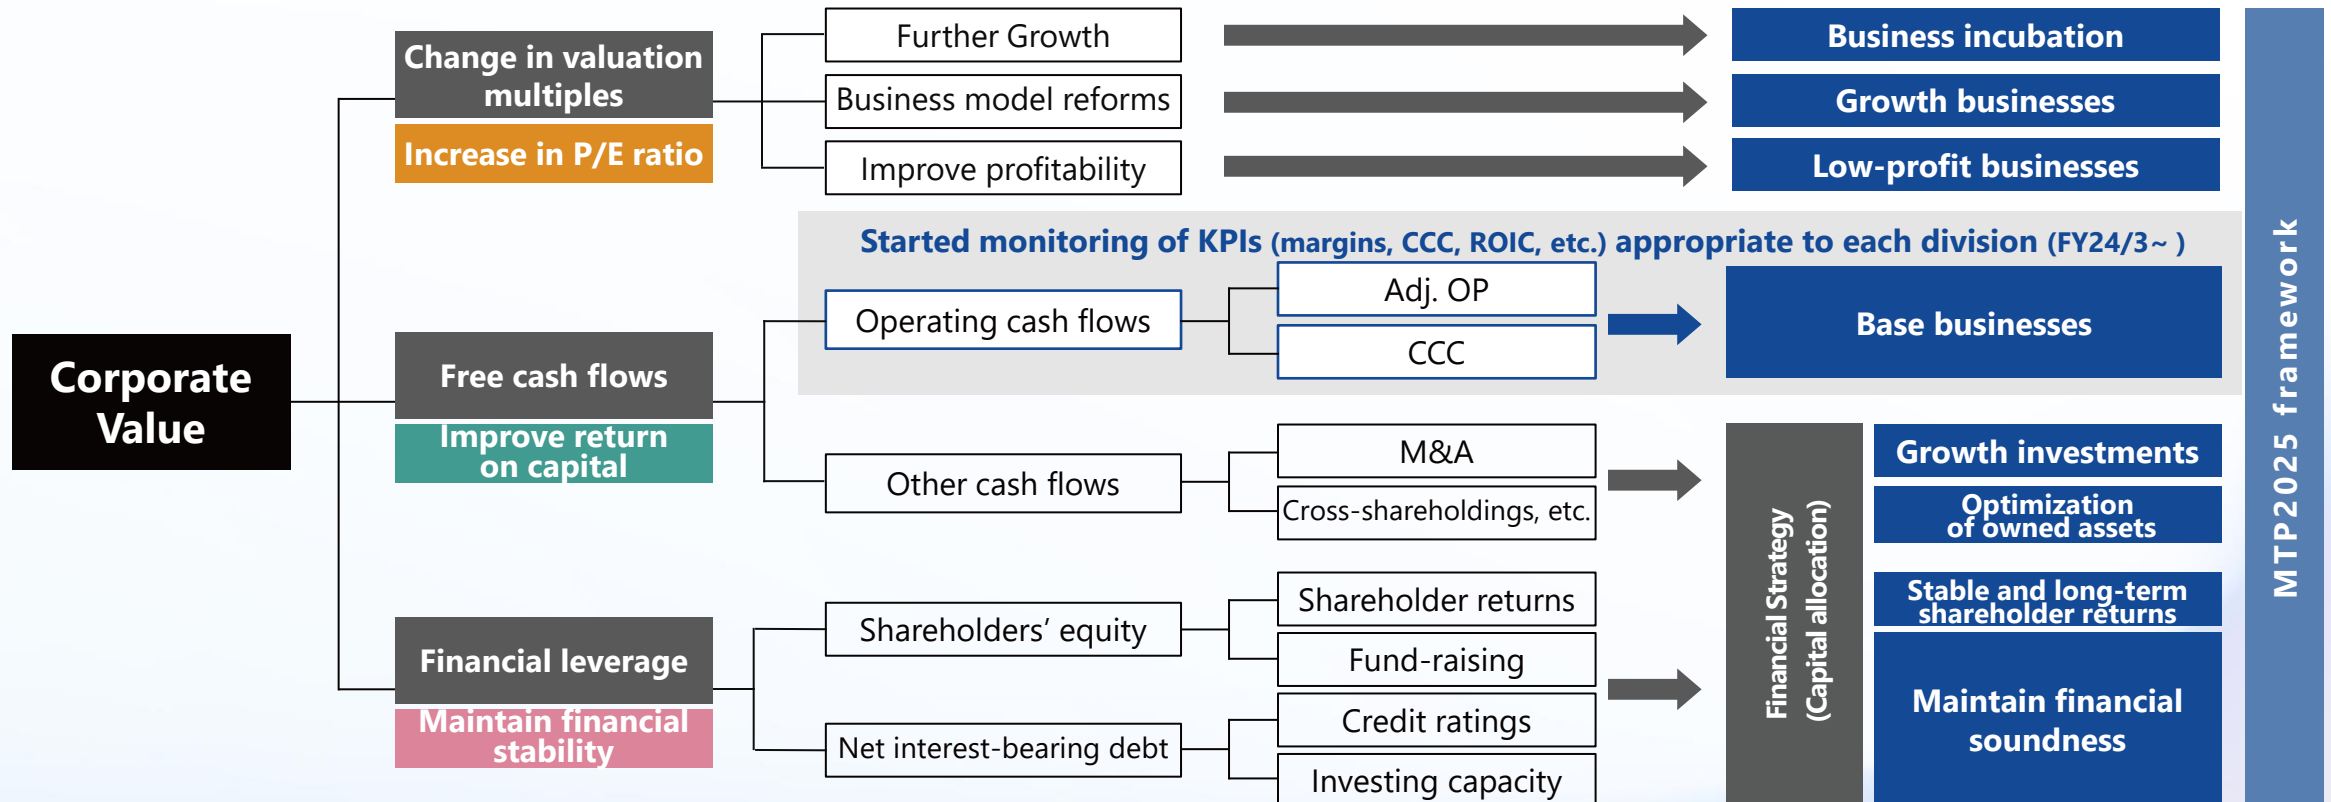 Corporate
Value
Change in valuation
multiples
Increase in P/E ratio
Further Growth
Business model reforms
Improve profitability
Business incubation
Growth businesses
Low-profit businesses
Started monitoring of KPIs (margins, CCC, ROIC, etc.) appropriate to each division (FY24/3~ )
Free cash flows
Improve return
on capital
Operating cash flows
Adj. OP
CCC
Base businesses
Other cash flows
M&A
Cross-shareholdings, etc.
Financial leverage
Maintain financial
stability
Shareholders’ equity
Shareholder returns
Fund-raising
Net interest-bearing debt
Credit ratings
Investing capacity
Financial Strategy
(Capital allocation)
Growth investments
Optimization
of owned assets
Stable and long-term
shareholder returns
Maintain financial
soundness
MTP2025 framework